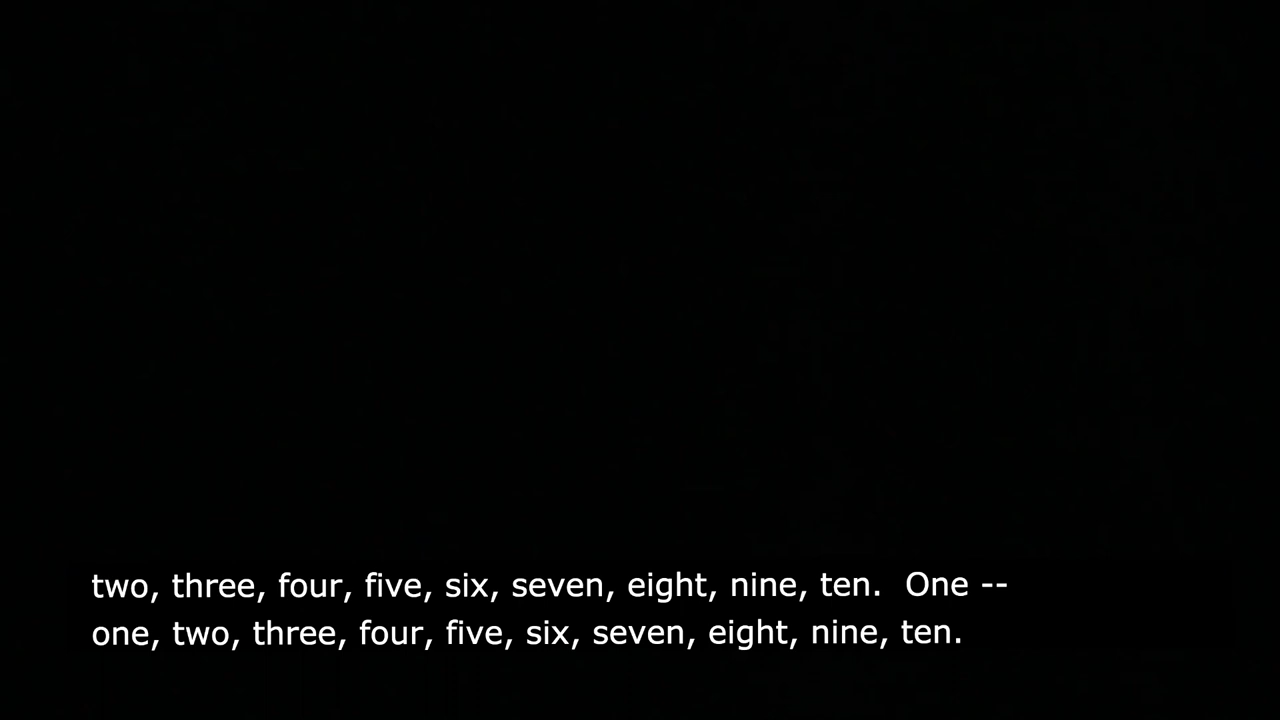 two, three, four, five, six, seven, eight, nine, ten.  One --
one, two, three, four, five, six, seven, eight, nine, ten.